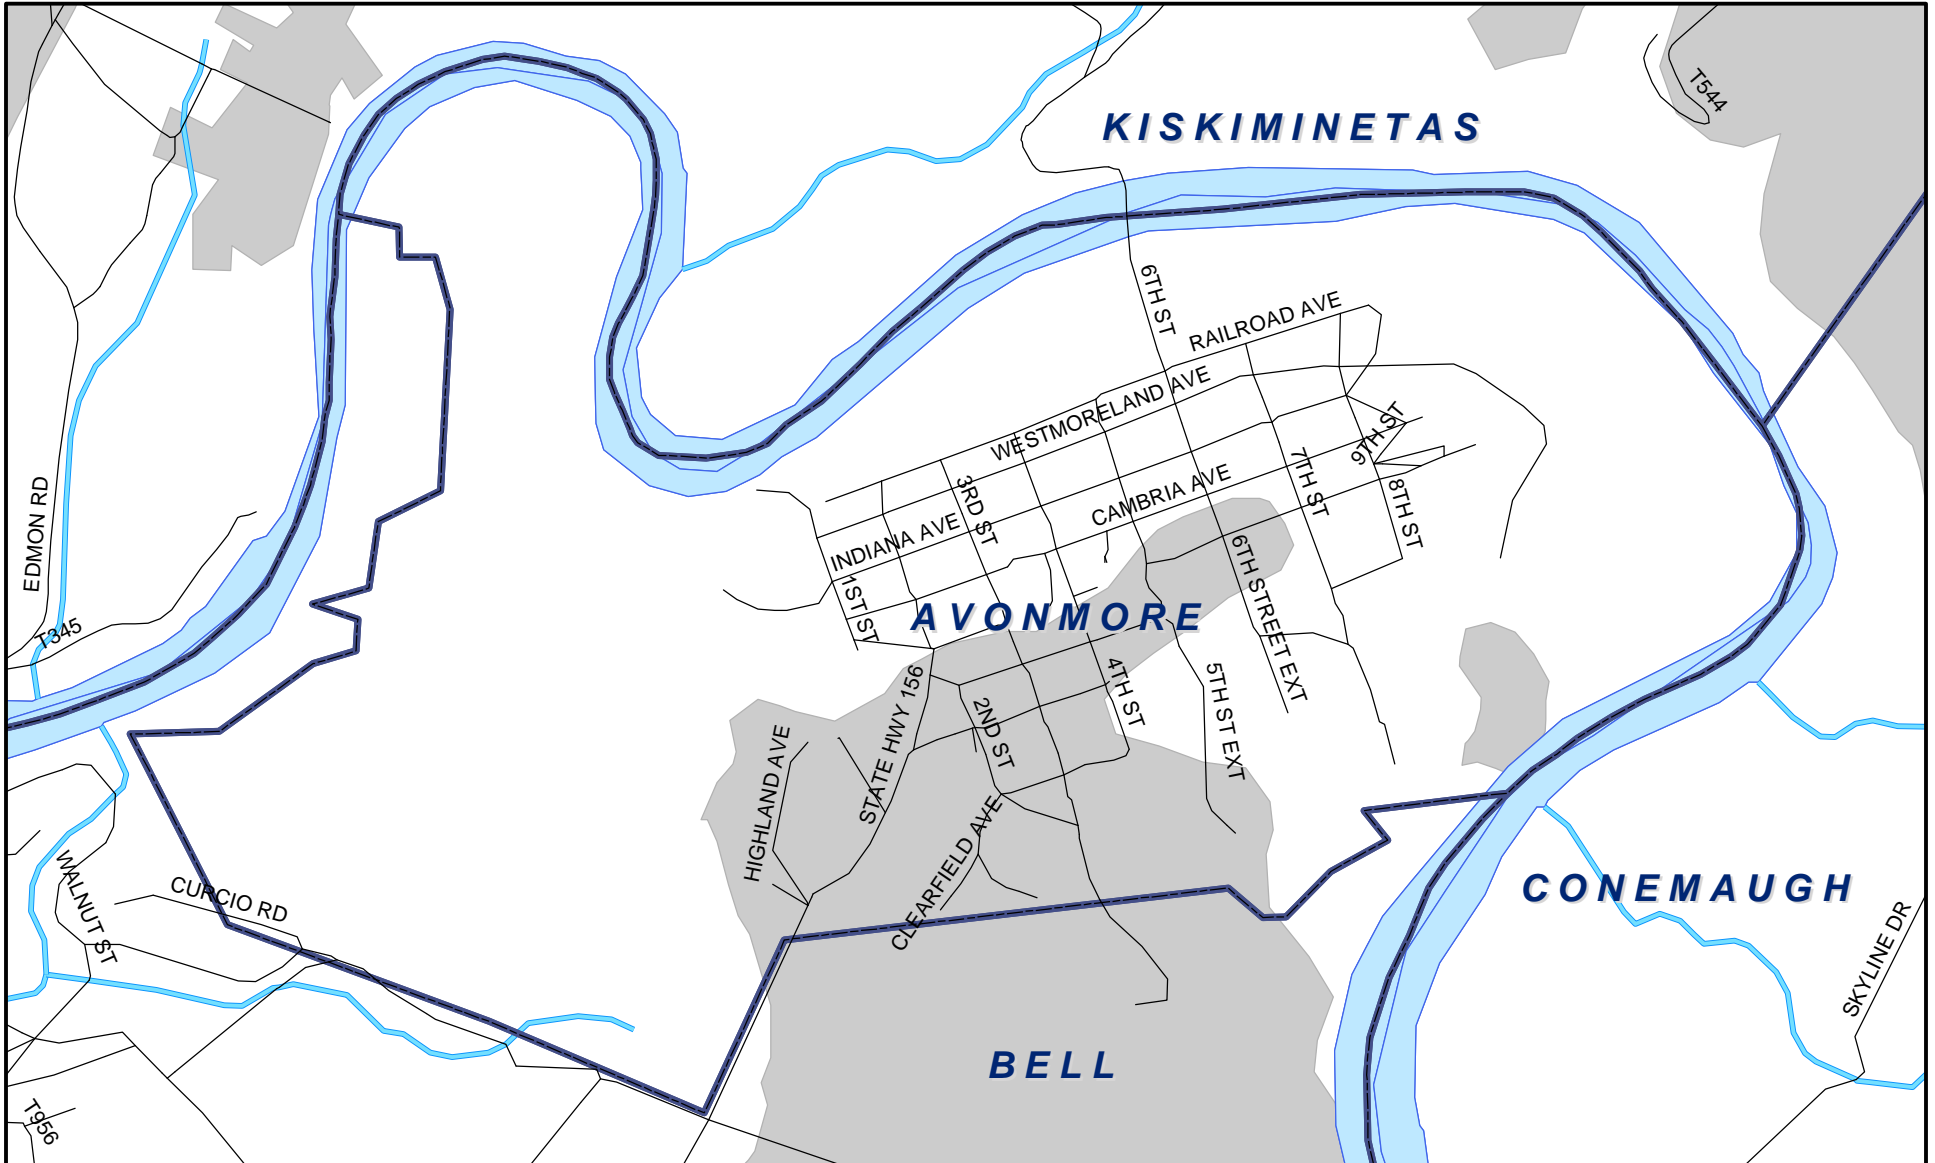 T544
KISKIMINETAS
6TH ST
RAILROAD AVE
WESTMORELAND AVE
9TH ST
3RD ST
CAMBRIA AVE
7TH ST
8TH ST
EDMON RD
INDIANA AVE
1ST ST
6TH STREET EXT
AVONMORE
T345
STATE HWY 156
4TH ST
5TH ST EXT
2ND ST
HIGHLAND AVE
CLEARFIELD AVE
WALNUT ST
CURCIO RD
CONEMAUGH
SKYLINE DR
BELL
T956